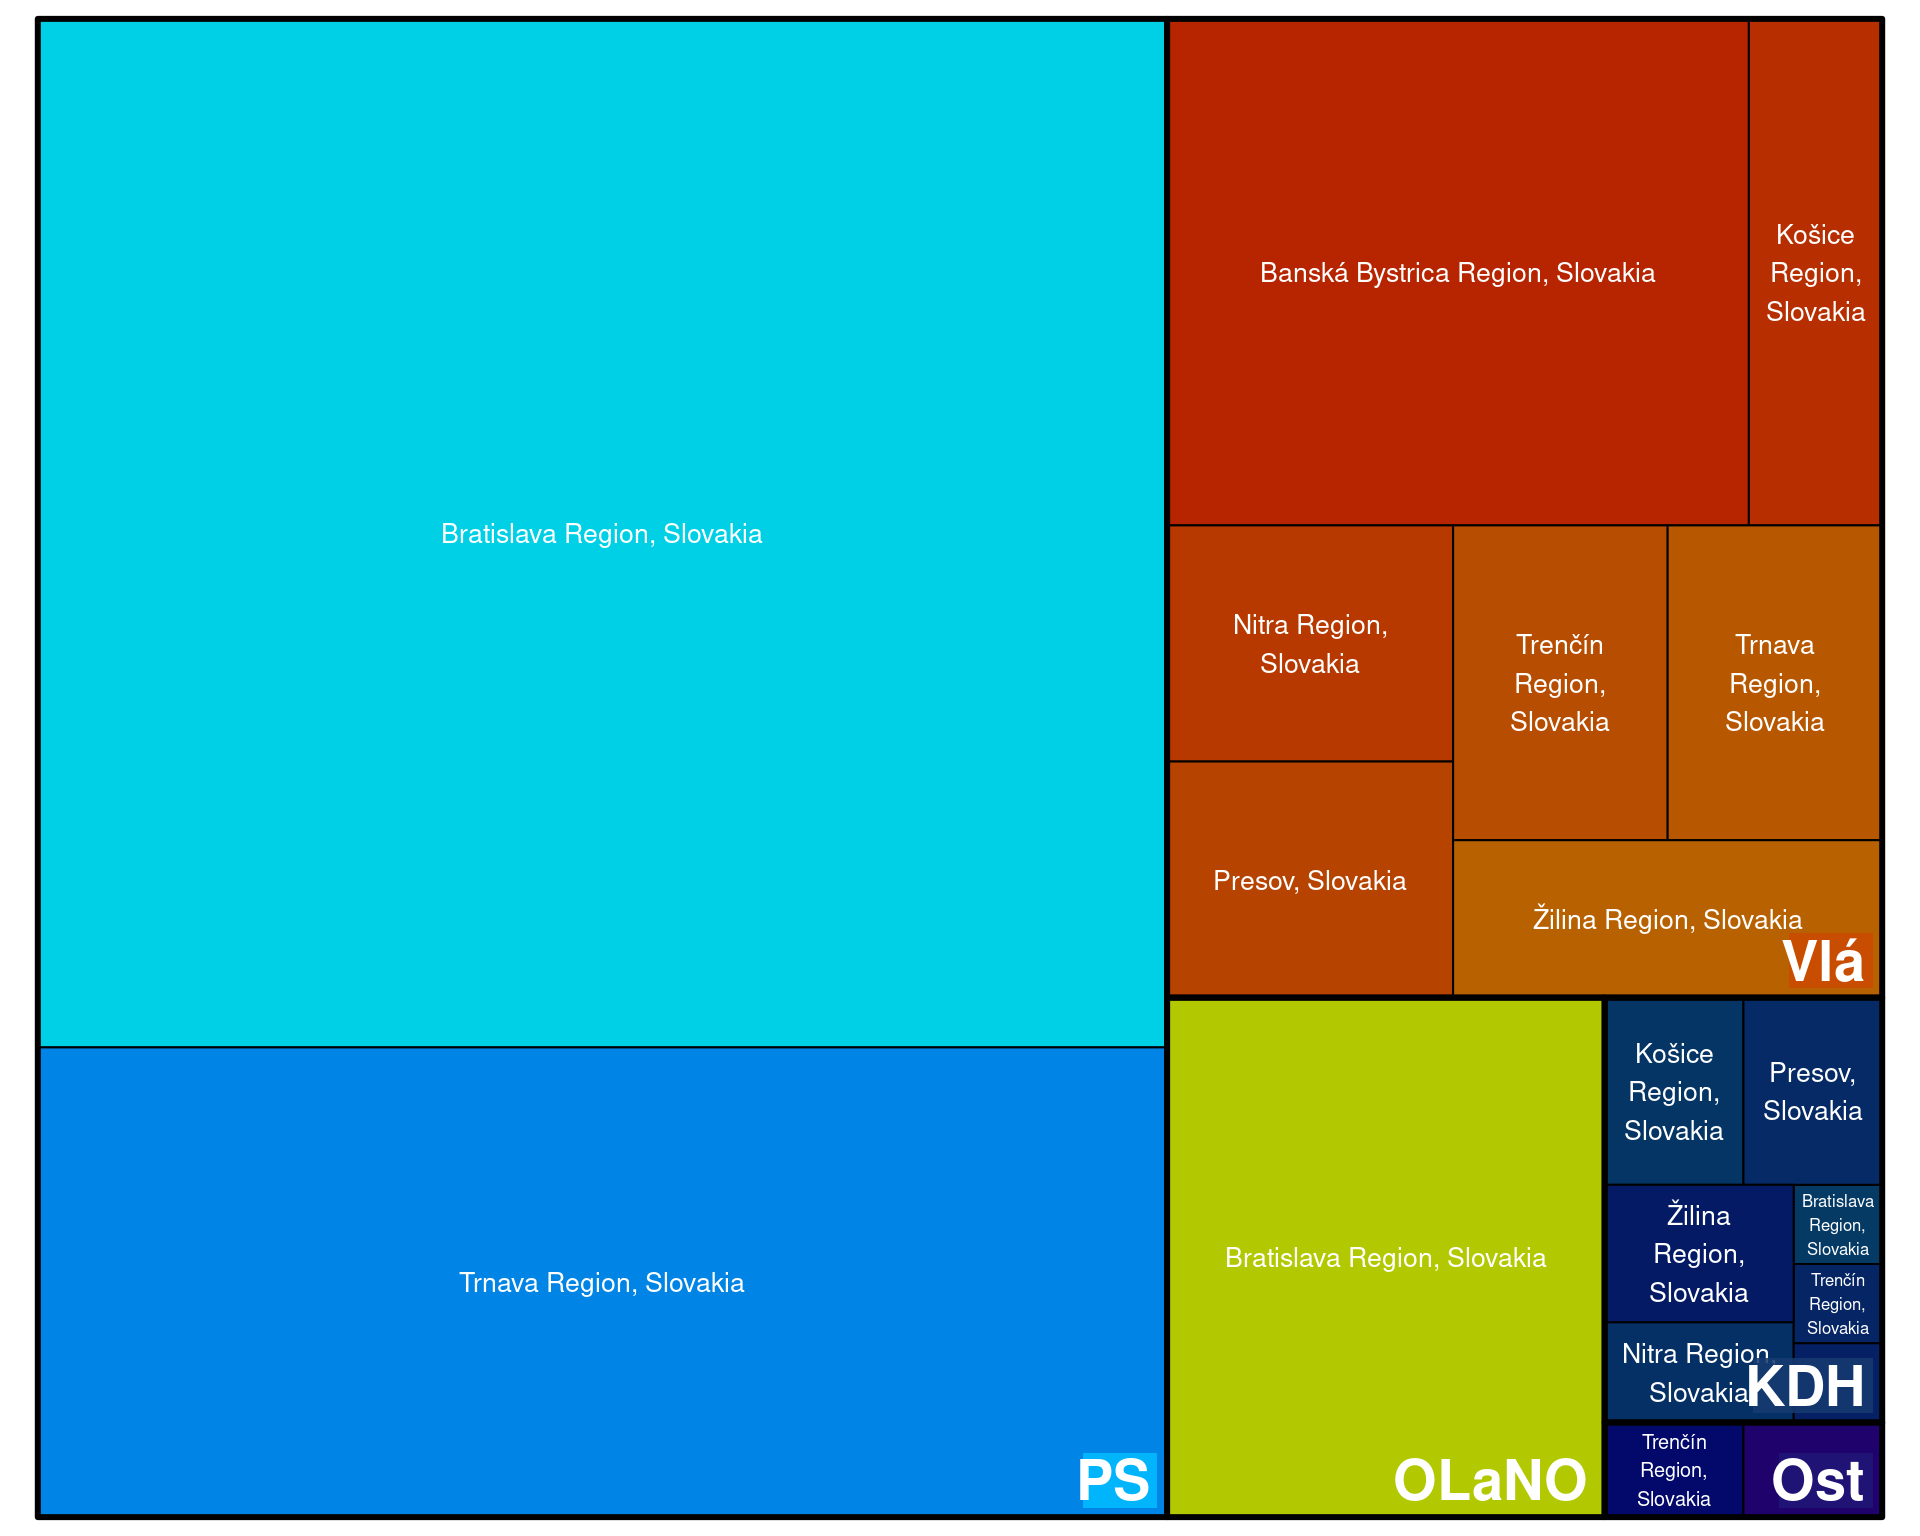 Bratislava Region, Slovakia
Trnava Region, Slovakia
PS
Banská Bystrica Region, Slovakia
Košice
Region,
Slovakia
Nitra Region,
Slovakia
Presov, Slovakia
Trenčín
Region,
Slovakia
Trnava
Region,
Slovakia
Žilina Region, Slovakia
Vlá
Bratislava Region, Slovakia
OLaNO
Košice
Region,
Slovakia
Presov,
Slovakia
Žilina
Region,
Slovakia
Bratislava
Region,
Slovakia
Trenčín
Region,
Slovakia
Nitra Region,
Slovakia
KDH
Trenčín
Region,
Slovakia
Ost